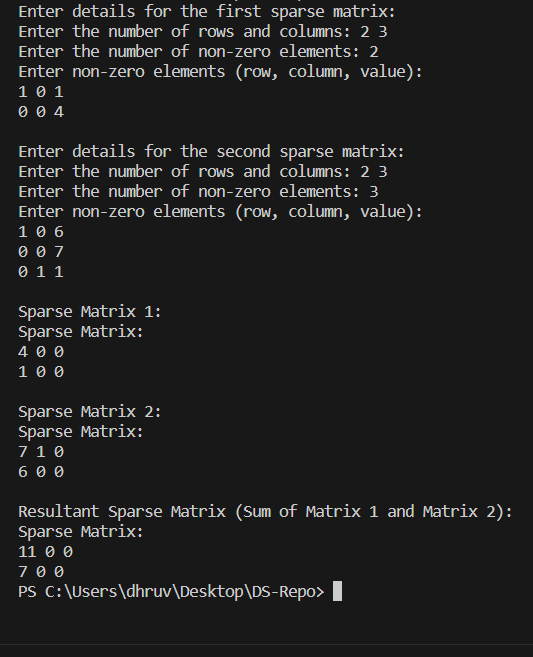 Enter details for the first sparse matrix:
Enter the number of rows and columns: 2 3
Enter the number of non-zero elements: 2
Enter non-zero elements (row, column, value):
1 0 1
0 0 4
Enter details for the second sparse matrix:
Enter the number of rows and columns: 2 3
Enter the number of non-zero elements: 3
Enter non-zero elements (row, column, value):
1 0 6
0 0 7
0 1 1
Sparse Matrix 1:
Sparse Matrix:
4 0 0
1 0 0
Sparse Matrix 2:
Sparse Matrix:
7 1 0
6 0 0
Resultant Sparse Matrix (Sum of Matrix 1 and Matrix 2):
Sparse Matrix:
11 0 0
7 0 0
PS C:\Users\dhruv\Desktop\DS-Repo>